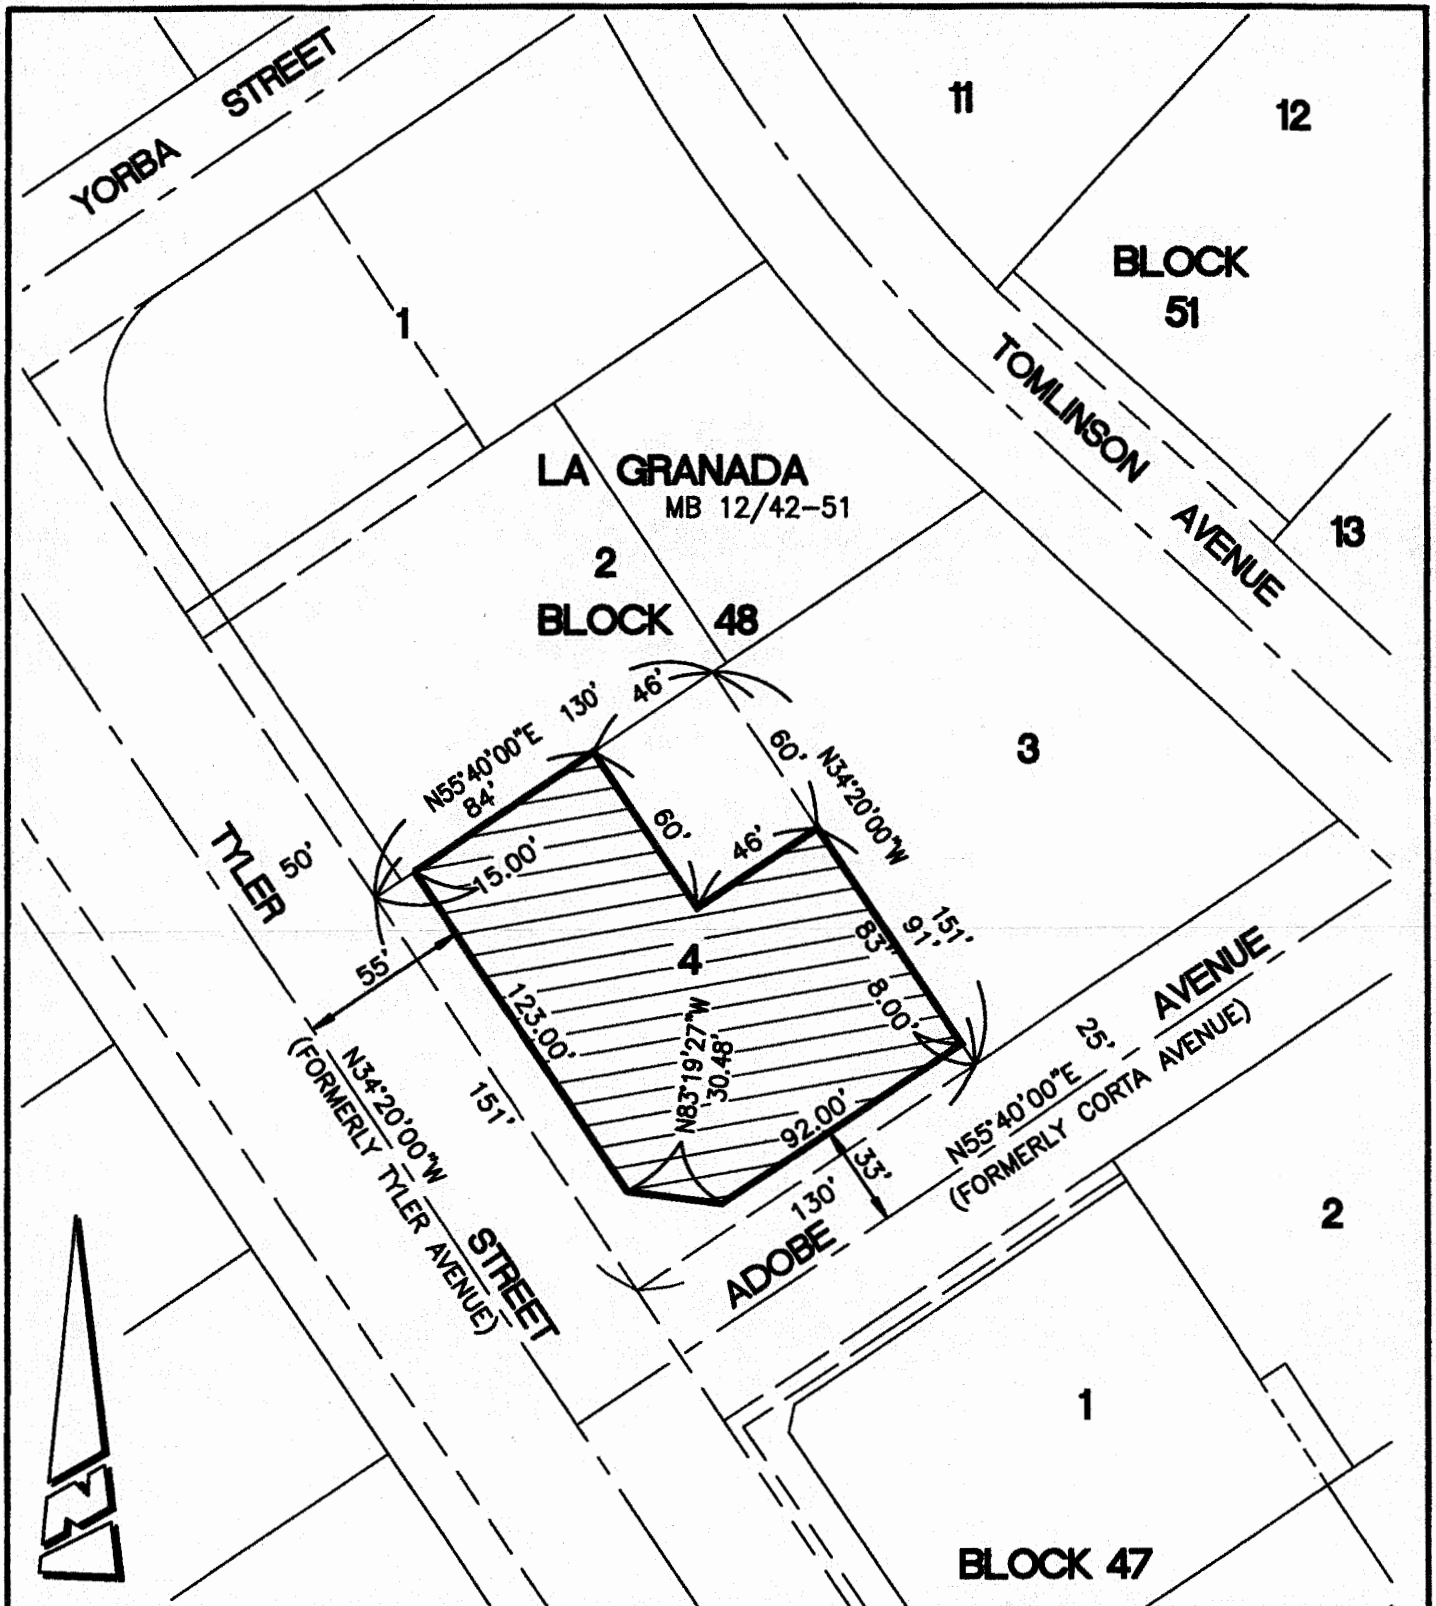 YORBA STREET
11
12
BLOCK
51
1
TOMLINSON AVENUE
LA GRANADA
MB 12/42-51
13
2
BLOCK 48
130'
46'
N55°40'00"E
84'
60'
N34°20'00"W
3
60'
46'
15.00'
50'
TYLER STREET
151'
91'
83'
4
55'
8.00'
123.00'
N83°19'27"W
30.48'
92.00'
N34°20'00"W
(FORMERLY TYLER AVENUE)
151'
33'
130'
ADOBE AVENUE
25'
N55°40'00"E
(FORMERLY CORTA AVENUE)
2
1
N
BLOCK 47